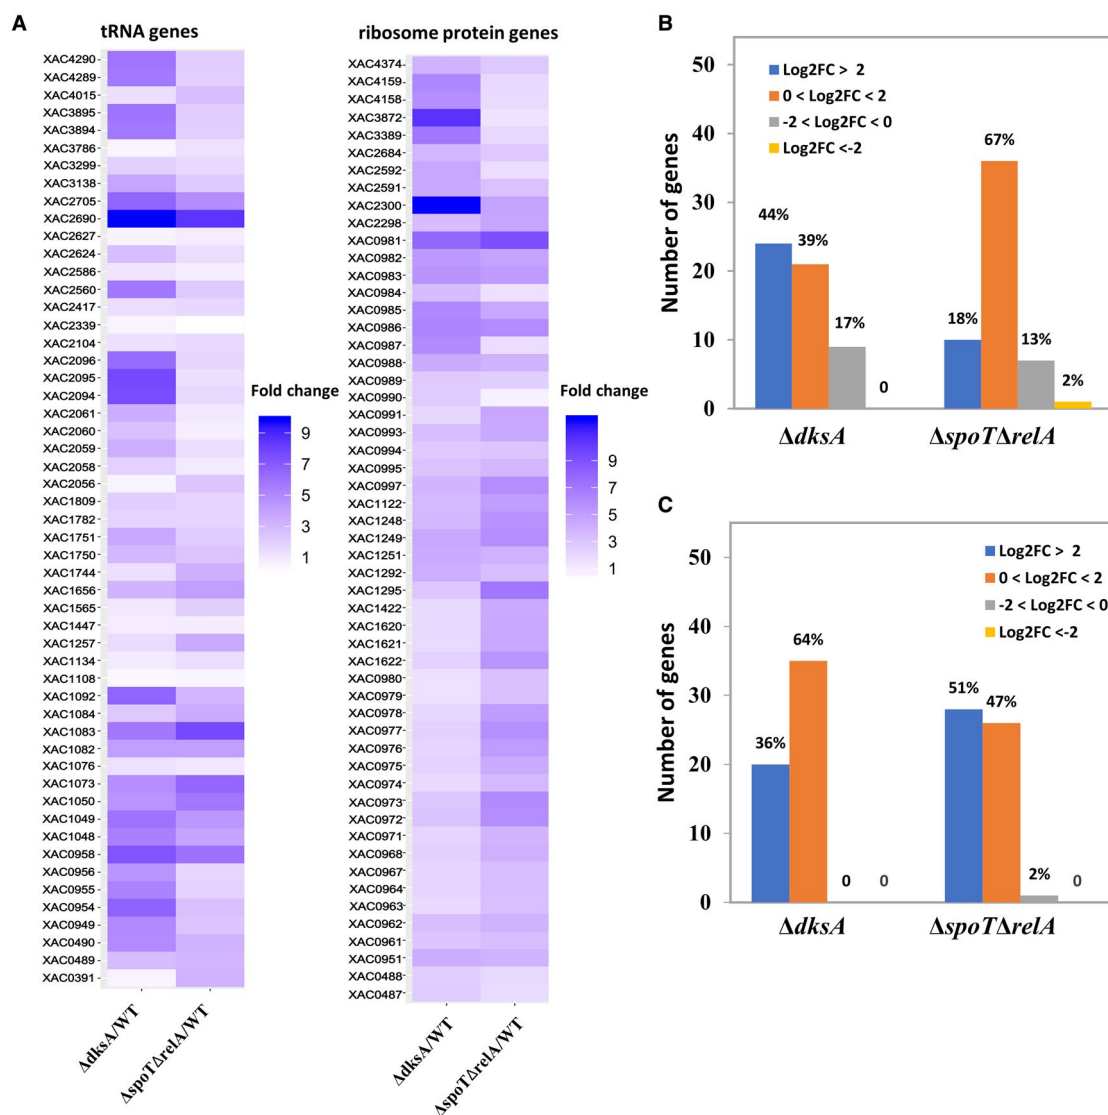 A
tRNA genes
XAC4290
XAC4289
XAC4015
XAC3895
XAC3894
XAC3786
XAC3299
XAC3138
XAC2705
XAC2690
XAC2627
XAC2624
XAC2586
XAC2560
XAC2417
XAC2339
XAC2104
XAC2096
XAC2095
XAC2094
XAC2061
XAC2060
XAC2059
XAC2058
XAC2056
XAC1809
XAC1782
XAC1751
XAC1750
XAC1744
XAC1656
XAC1565
XAC1447
XAC1257
XAC1134
XAC1108
XAC1092
XAC1084
XAC1083
XAC1082
XAC1076
XAC1073
XAC1050
XAC1049
XAC1048
XAC0958
XAC0956
XAC0955
XAC0954
XAC0949
XAC0490
XAC0489
XAC0391
ΔdksA/WT
ΔspoTΔrelA/WT
Fold change
9
7
5
3
1
ribosome protein genes
XAC4374
XAC4159
XAC4158
XAC3872
XAC3389
XAC2684
XAC2592
XAC2591
XAC2300
XAC2298
XAC0981
XAC0982
XAC0983
XAC0984
XAC0985
XAC0986
XAC0987
XAC0988
XAC0989
XAC0990
XAC0991
XAC0993
XAC0994
XAC0995
XAC0997
XAC1122
XAC1248
XAC1249
XAC1251
XAC1292
XAC1295
XAC1422
XAC1620
XAC1621
XAC1622
XAC0980
XAC0979
XAC0978
XAC0977
XAC0976
XAC0975
XAC0974
XAC0973
XAC0972
XAC0971
XAC0968
XAC0967
XAC0964
XAC0963
XAC0962
XAC0961
XAC0951
XAC0488
XAC0487
ΔdksA/WT
ΔspoTΔrelA/WT
Fold change
9
7
5
3
1
B
Number of genes
50
40
30
20
10
0
Log2FC > 2
0 < Log2FC < 2
-2 < Log2FC < 0
Log2FC <-2
44%
39%
17%
0
18%
67%
13%
2%
ΔdksA
ΔspoTΔrelA
C
Number of genes
50
40
30
20
10
0
Log2FC > 2
0 < Log2FC < 2
-2 < Log2FC < 0
Log2FC <-2
36%
64%
0
0
51%
47%
2%
0
ΔdksA
ΔspoTΔrelA